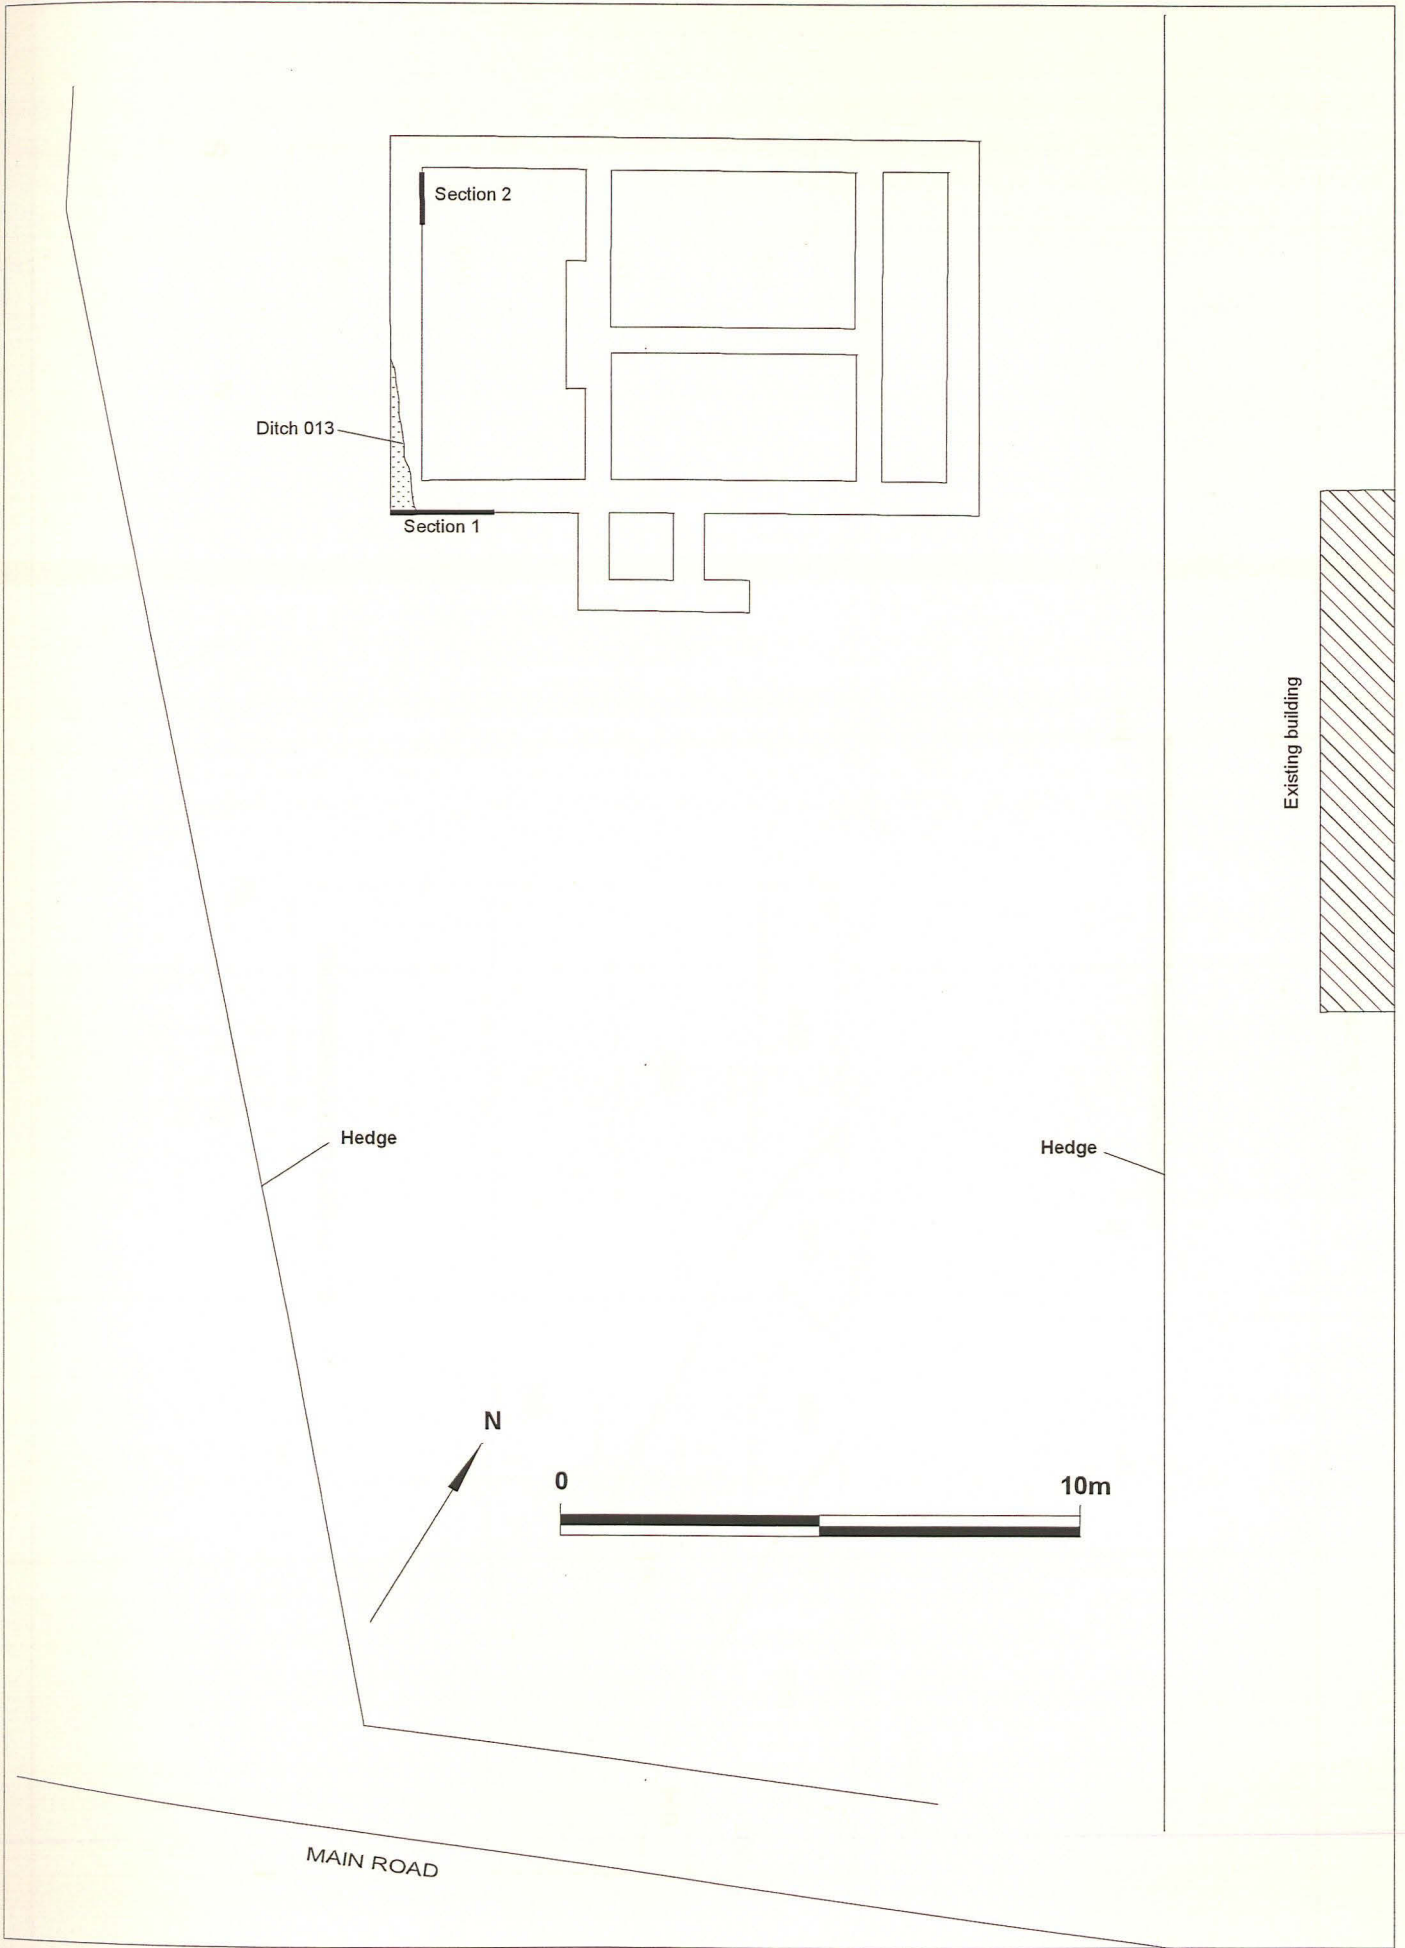 Section 2
Ditch 013
Section 1
Existing building
Hedge
Hedge
N
0
10m
MAIN ROAD